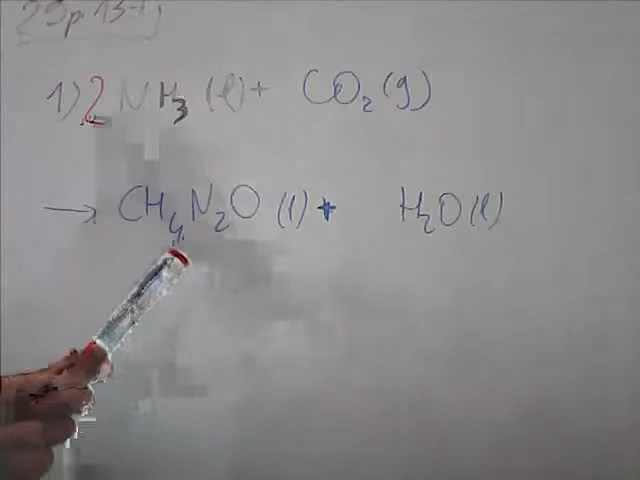 1) 2 NH₃ (l) + CO₂ (g)
→ CH₄N₂O (l) + H₂O (l)